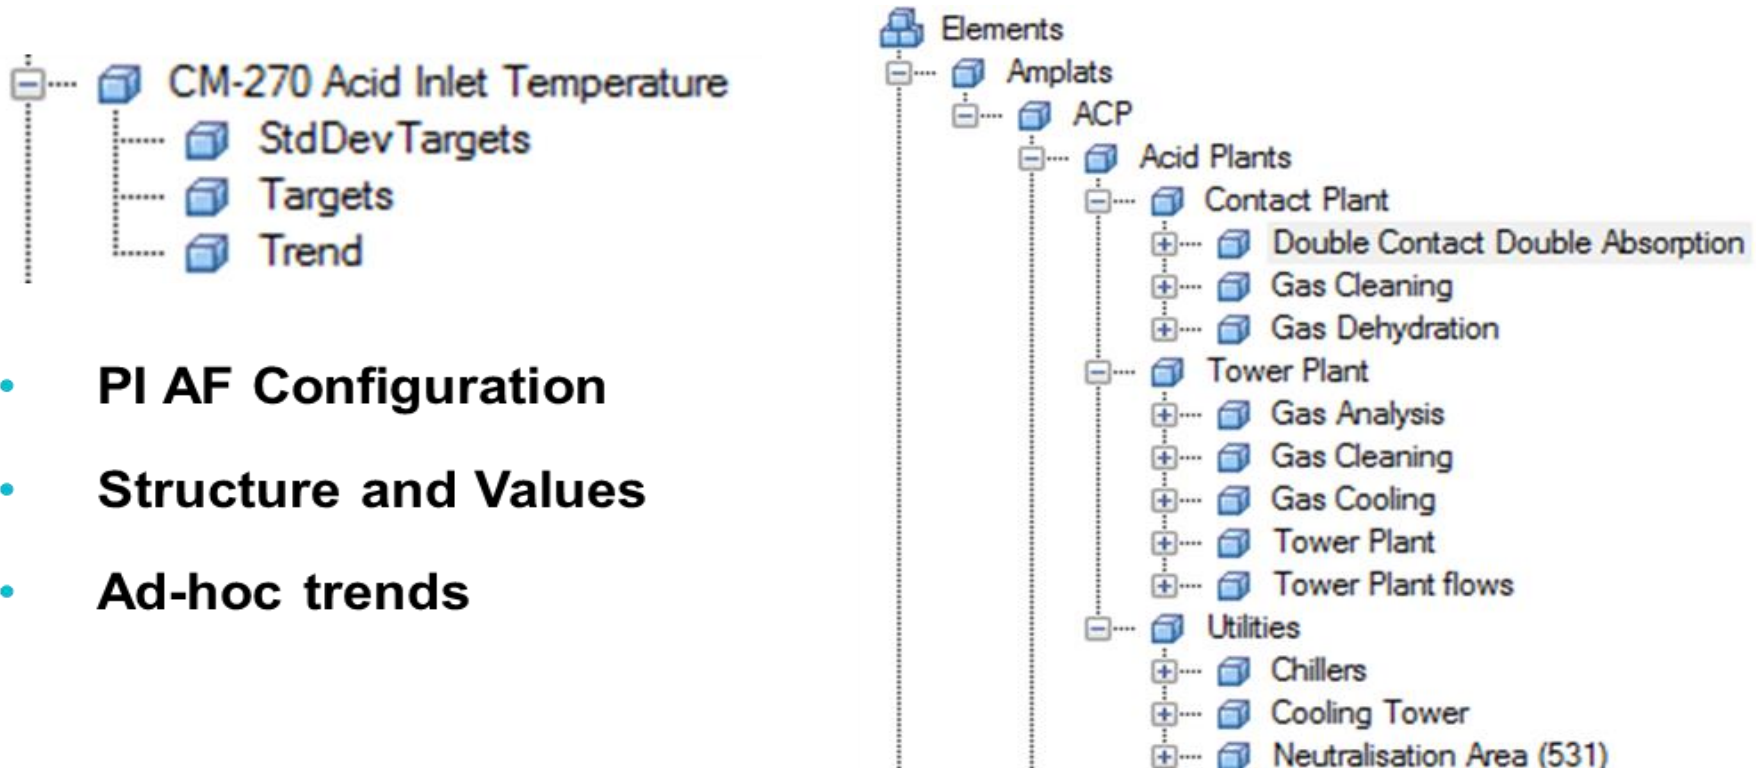 CM-270 Acid Inlet Temperature
StdDevTargets
Targets
Trend
• PI AF Configuration
• Structure and Values
• Ad-hoc trends
Elements
Amplats
ACP
Acid Plants
Contact Plant
Double Contact Double Absorption
Gas Cleaning
Gas Dehydration
Tower Plant
Gas Analysis
Gas Cleaning
Gas Cooling
Tower Plant
Tower Plant flows
Utilities
Chillers
Cooling Tower
Neutralisation Area (531)